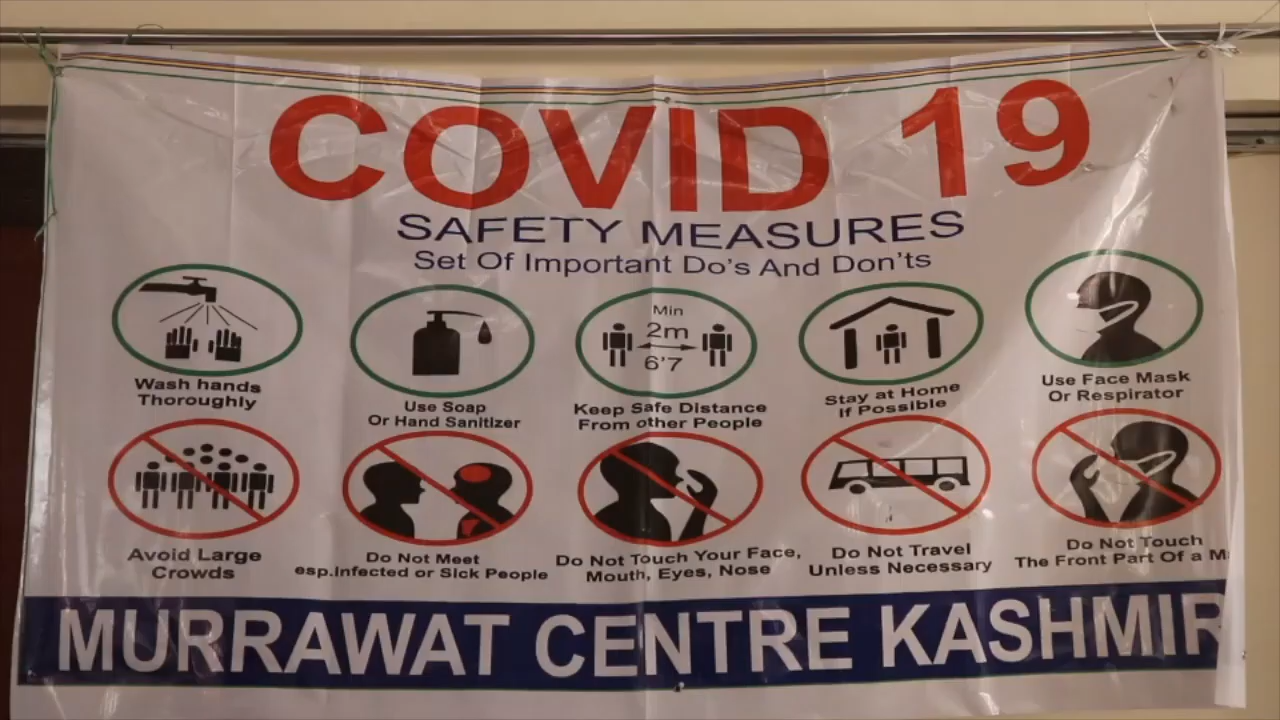 COVID 19
SAFETY MEASURES
Set Of Important Do's And Don'ts
Min
2m
6'7
Wash hands
Thoroughly
Use Soap
Or Hand Sanitizer
Keep Safe Distance
From other People
Stay at Home
If Possible
Use Face Mask
Or Respirator
Avoid Large
Crowds
Do Not Meet
esp.Infected or Sick People
Do Not Touch Your Face,
Mouth, Eyes, Nose
Do Not Travel
Unless Necessary
Do Not Touch
The Front Part Of a
MURRAWAT CENTRE KASHMIR